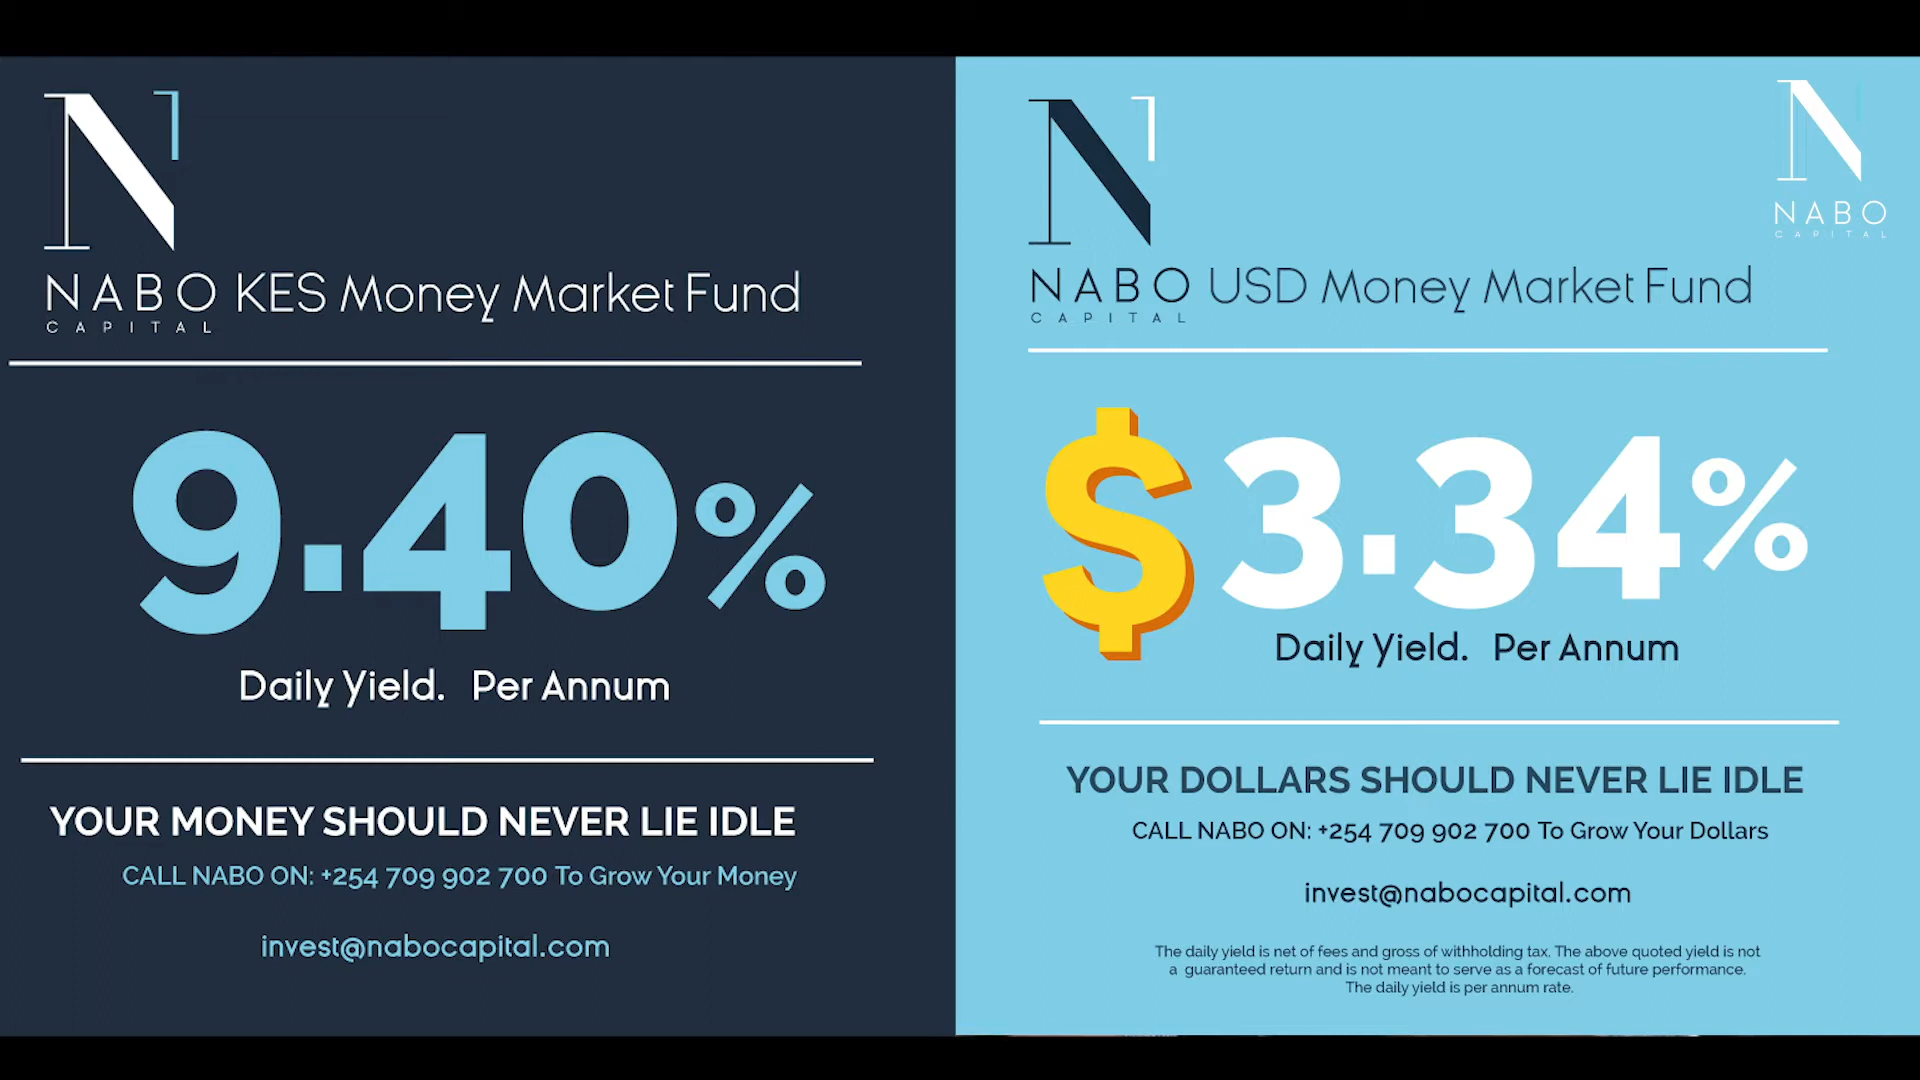 NABO KES Money Market Fund
CAPITAL
9.40%
Daily Yield. Per Annum
YOUR MONEY SHOULD NEVER LIE IDLE
CALL NABO ON: +254 709 902 700 To Grow Your Money
invest@nabocapital.com
NABO USD Money Market Fund
CAPITAL
$3.34%
Daily Yield. Per Annum
YOUR DOLLARS SHOULD NEVER LIE IDLE
CALL NABO ON: +254 709 902 700 To Grow Your Dollars
invest@nabocapital.com
The daily yield is net of fees and gross of withholding tax. The above quoted yield is not
a guaranteed return and is not meant to serve as a forecast of future performance.
The daily yield is per annum rate.
NABO
CAPITAL